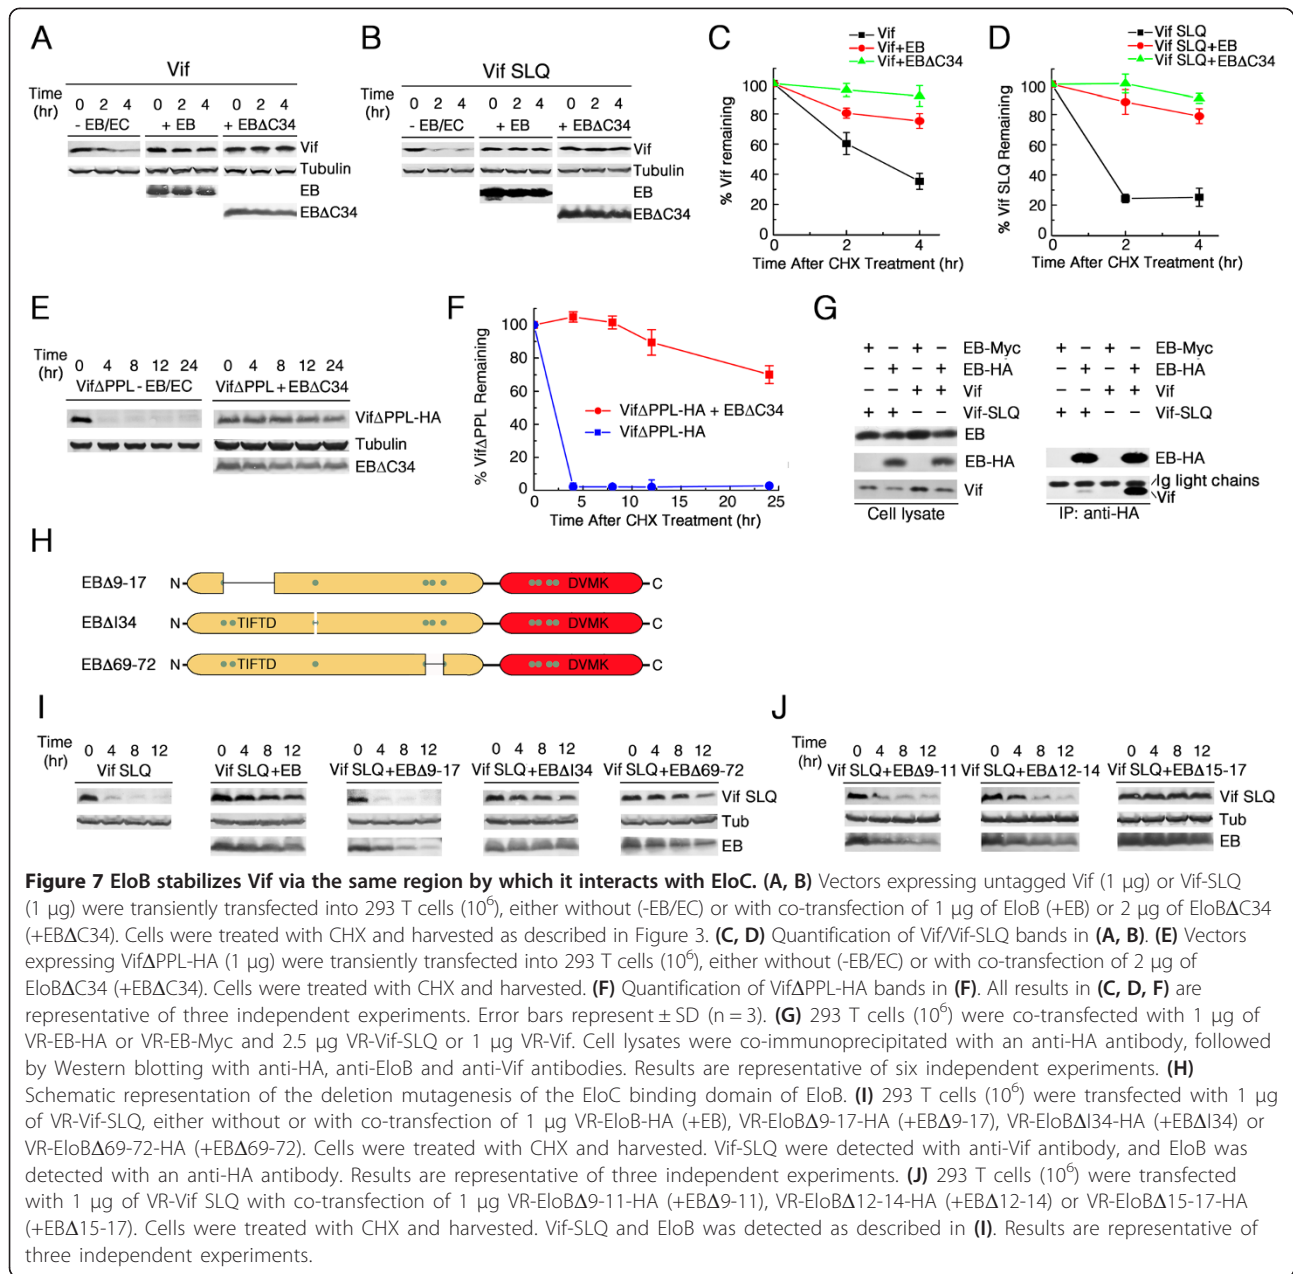 A
Vif
Time (hr) 0 2 4 0 2 4 0 2 4
- EB/EC + EB + EBΔC34
Vif
Tubulin
EB
EBΔC34
B
Vif SLQ
Time (hr) 0 2 4 0 2 4 0 2 4
- EB/EC + EB + EBΔC34
Vif
Tubulin
EB
EBΔC34
C
Vif
Vif+EB
Vif+EBΔC34
% Vif remaining
100
80
60
40
20
0
0 2 4
Time After CHX Treatment (hr)
D
Vif SLQ
Vif SLQ+EB
Vif SLQ+EBΔC34
% Vif SLQ Remaining
100
80
60
40
20
0
0 2 4
Time After CHX Treatment (hr)
E
Time (hr) 0 4 8 12 24 0 4 8 12 24
VifΔPPL - EB/EC VifΔPPL + EBΔC34
VifΔPPL-HA
Tubulin
EBΔC34
F
% VifΔPPL Remaining
100
80
60
40
20
0
VifΔPPL-HA + EBΔC34
VifΔPPL-HA
0 5 10 15 20 25
Time After CHX Treatment (hr)
G
+ − + − EB-Myc + − + − EB-Myc
− + − + EB-HA − + − + EB-HA
− − + + Vif − − + + Vif
+ + − − Vif-SLQ + + − − Vif-SLQ
EB
EB-HA
Vif
Cell lysate
EB-HA
Ig light chains
Vif
IP: anti-HA
H
EBΔ9-17 N DVMK C
EBΔI34 N TIFTD DVMK C
EBΔ69-72 N TIFTD DVMK C
I
Time (hr) 0 4 8 12 0 4 8 12 0 4 8 12 0 4 8 12 0 4 8 12
Vif SLQ Vif SLQ+EB Vif SLQ+EBΔ9-17 Vif SLQ+EBΔI34 Vif SLQ+EBΔ69-72
Vif SLQ
Tub
EB
J
Time (hr) 0 4 8 12 0 4 8 12 0 4 8 12
Vif SLQ+EBΔ9-11 Vif SLQ+EBΔ12-14 Vif SLQ+EBΔ15-17
Vif SLQ
Tub
EB
Figure 7 EloB stabilizes Vif via the same region by which it interacts with EloC. (A, B) Vectors expressing untagged Vif (1 μg) or Vif-SLQ
(1 μg) were transiently transfected into 293 T cells (10⁶), either without (-EB/EC) or with co-transfection of 1 μg of EloB (+EB) or 2 μg of EloBΔC34
(+EBΔC34). Cells were treated with CHX and harvested as described in Figure 3. (C, D) Quantification of Vif/Vif-SLQ bands in (A, B). (E) Vectors
expressing VifΔPPL-HA (1 μg) were transiently transfected into 293 T cells (10⁶), either without (-EB/EC) or with co-transfection of 2 μg of
EloBΔC34 (+EBΔC34). Cells were treated with CHX and harvested. (F) Quantification of VifΔPPL-HA bands in (F). All results in (C, D, F) are
representative of three independent experiments. Error bars represent ± SD (n = 3). (G) 293 T cells (10⁶) were co-transfected with 1 μg of
VR-EB-HA or VR-EB-Myc and 2.5 μg VR-Vif-SLQ or 1 μg VR-Vif. Cell lysates were co-immunoprecipitated with an anti-HA antibody, followed
by Western blotting with anti-HA, anti-EloB and anti-Vif antibodies. Results are representative of six independent experiments. (H)
Schematic representation of the deletion mutagenesis of the EloC binding domain of EloB. (I) 293 T cells (10⁶) were transfected with 1 μg
of VR-Vif-SLQ, either without or with co-transfection of 1 μg VR-EloB-HA (+EB), VR-EloBΔ9-17-HA (+EBΔ9-17), VR-EloBΔI34-HA (+EBΔI34) or
VR-EloBΔ69-72-HA (+EBΔ69-72). Cells were treated with CHX and harvested. Vif-SLQ were detected with anti-Vif antibody, and EloB was
detected with an anti-HA antibody. Results are representative of three independent experiments. (J) 293 T cells (10⁶) were transfected
with 1 μg of VR-Vif SLQ with co-transfection of 1 μg VR-EloBΔ9-11-HA (+EBΔ9-11), VR-EloBΔ12-14-HA (+EBΔ12-14) or VR-EloBΔ15-17-HA
(+EBΔ15-17). Cells were treated with CHX and harvested. Vif-SLQ and EloB was detected as described in (I). Results are representative of
three independent experiments.